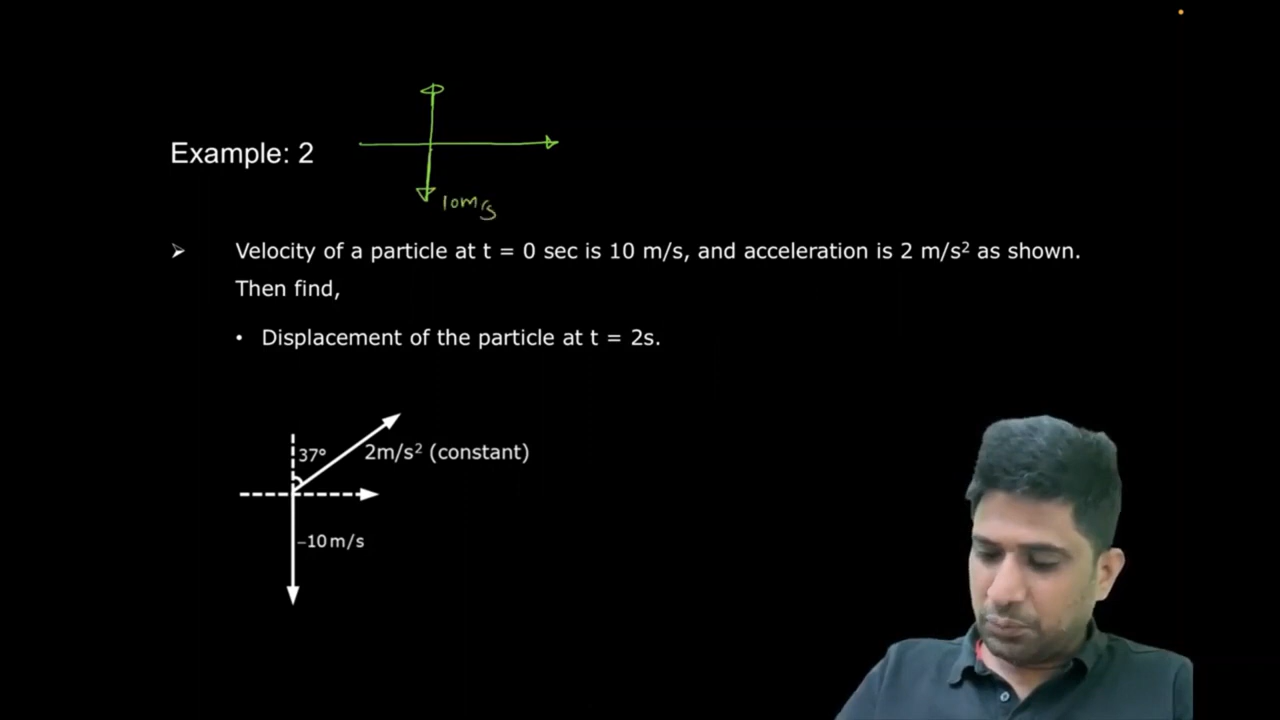 Example: 2
10m/s
➢ Velocity of a particle at t = 0 sec is 10 m/s, and acceleration is 2 m/s² as shown.
Then find,
• Displacement of the particle at t = 2s.
37°
2m/s² (constant)
–10 m/s